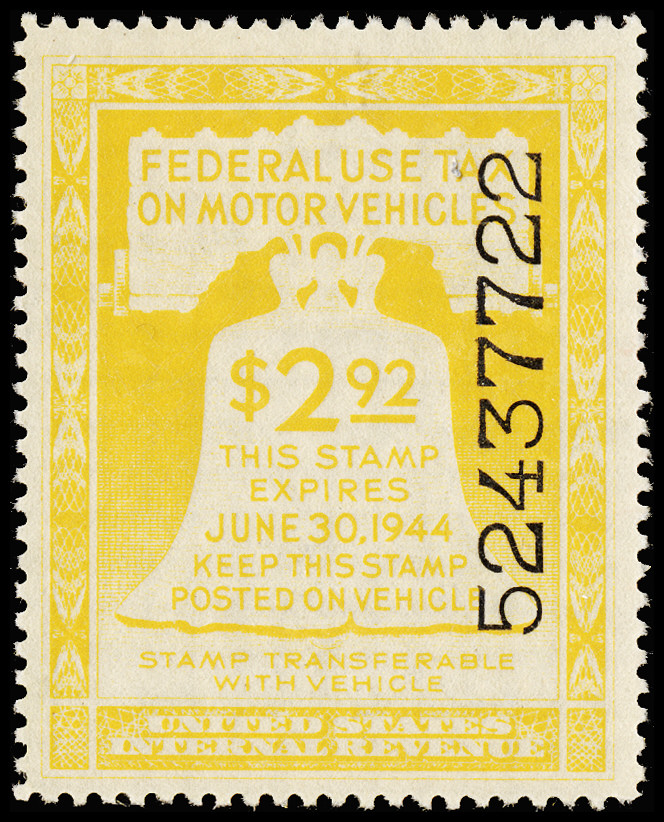 FEDERAL USE TAX
ON MOTOR VEHICLES
$2 92
THIS STAMP
EXPIRES
JUNE 30, 1944
KEEP THIS STAMP
POSTED ON VEHICLE
STAMP TRANSFERABLE
WITH VEHICLE
UNITED STATES
INTERNAL REVENUE
52437722